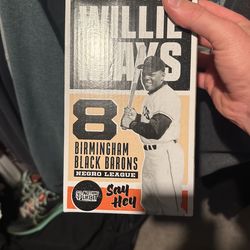 WILLIE
MAYS
8
BIRMINGHAM
BLACK BARONS
NEGRO LEAGUE
Say
Hey